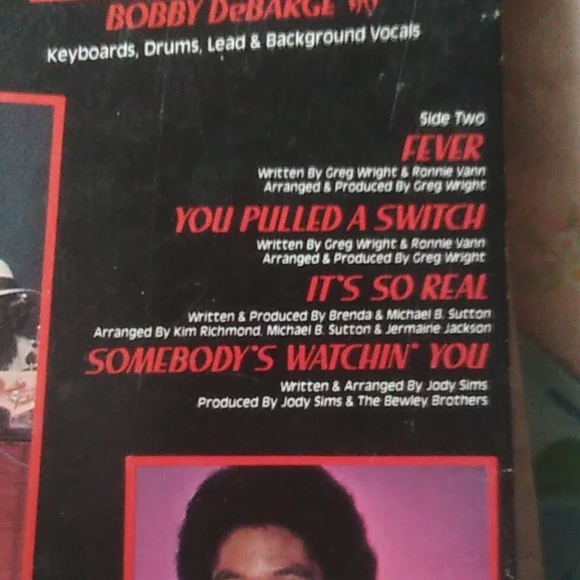 BOBBY DeBARGE
Keyboards, Drums, Lead & Background Vocals
Side Two
FEVER
Written By Greg Wright & Ronnie Vann
Arranged & Produced By Greg Wright
YOU PULLED A SWITCH
Written By Greg Wright & Ronnie Vann
Arranged & Produced By Greg Wright
IT'S SO REAL
Written & Produced By Brenda & Michael B. Sutton
Arranged By Kim Richmond, Michael B. Sutton & Jermaine Jackson
SOMEBODY'S WATCHIN' YOU
Written & Arranged By Jody Sims
Produced By Jody Sims & The Bewley Brothers